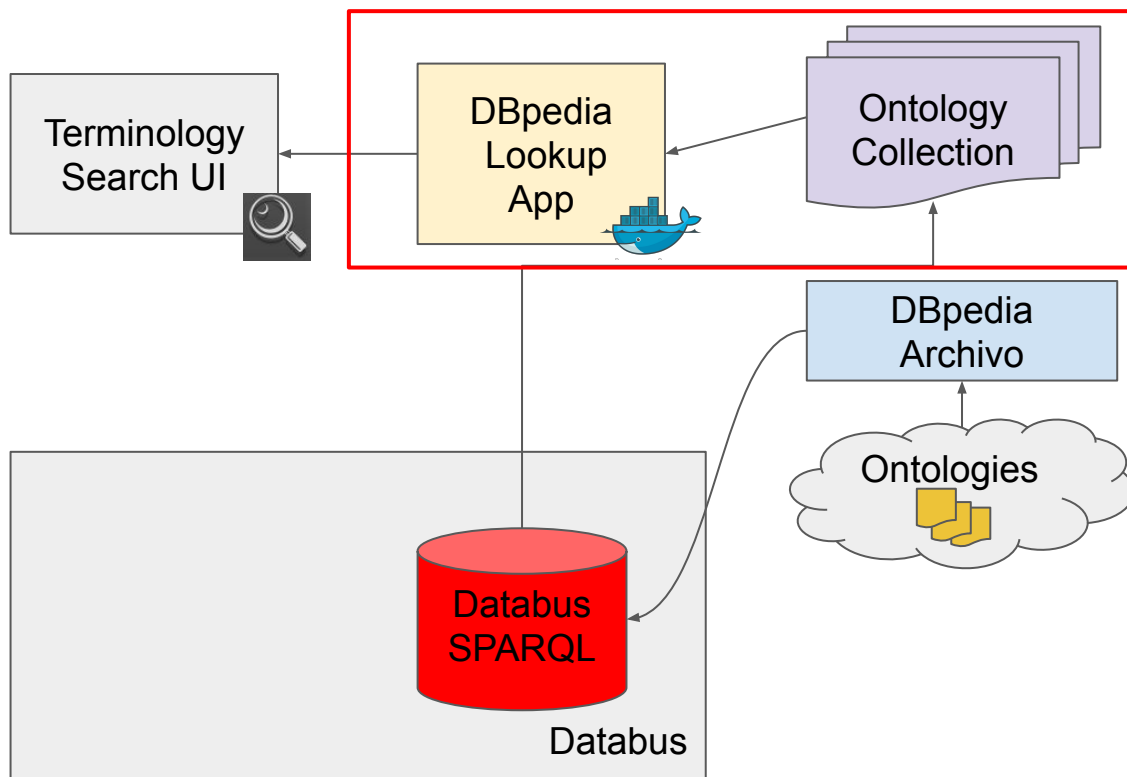 Terminology
Search UI
DBpedia
Lookup
App
Ontology
Collection
DBpedia
Archivo
Ontologies
Databus
SPARQL
Databus